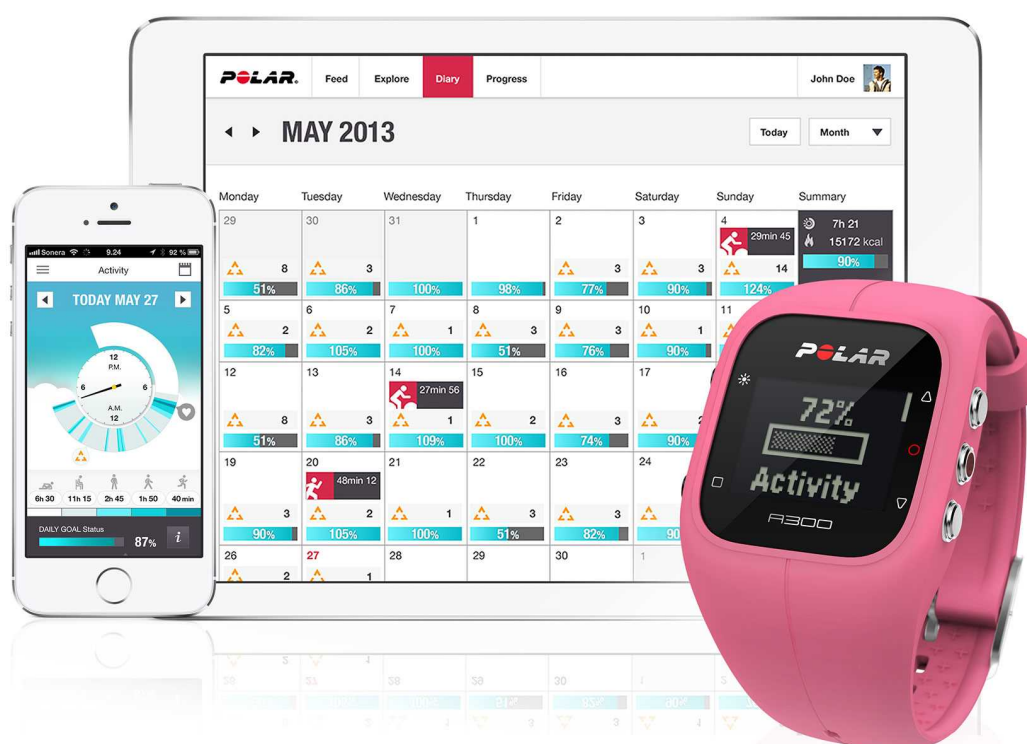 POLAR. Feed Explore Diary Progress John Doe
MAY 2013 Today Month
Monday Tuesday Wednesday Thursday Friday Saturday Sunday Summary
29 30 31 1 2 3 4
29min 45
7h 21
15172 kcal
90%
8 3 3 3 14
51% 86% 100% 98% 77% 90% 124%
5 6 7 8 9 10 11
2 2 1 3 3 1
82% 105% 100% 51% 76% 90%
12 13 14 15 16 17
27min 56
8 3 1 2 3
51% 86% 109% 100% 74% 90%
19 20 21 22 23 24
48min 12
3 2 1 3 3
90% 105% 100% 51% 82% 90
26 27 28 29 30 1
2 1
Sonera 9.24 92 %
Activity
TODAY MAY 27
12
P.M.
6 6
A.M.
12
6h 30 11h 15 2h 45 1h 50 40 min
DAILY GOAL Status
87% i
POLAR
72%
Activity
A300